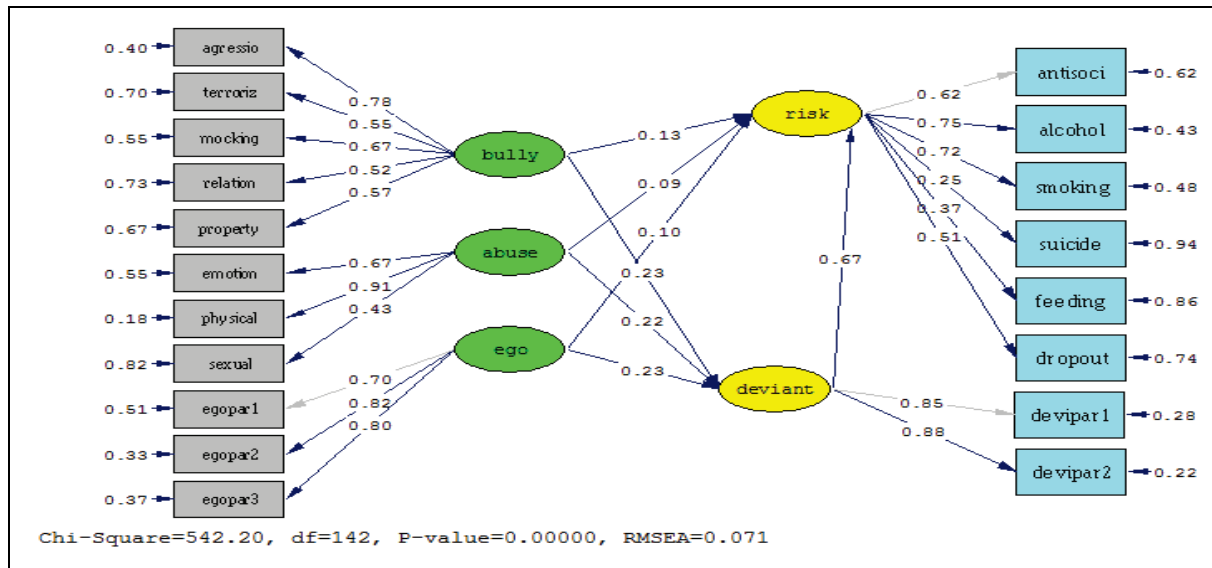 0.40 agressio
0.70 terroriz
0.55 mocking
0.73 relation
0.67 property
0.55 emotion
0.18 physical
0.82 sexual
0.51 egopar1
0.33 egopar2
0.37 egopar3
0.78
0.55
0.67
0.52
0.57
0.67
0.91
0.43
0.70
0.82
0.80
bully
abuse
ego
0.13
0.09
0.10
0.23
0.22
0.23
0.67
risk
deviant
0.62
0.75
0.72
0.25
0.37
0.51
0.85
0.88
antisoci 0.62
alcohol 0.43
smoking 0.48
suicide 0.94
feeding 0.86
dropout 0.74
devipar1 0.28
devipar2 0.22
Chi-Square=542.20, df=142, P-value=0.00000, RMSEA=0.071